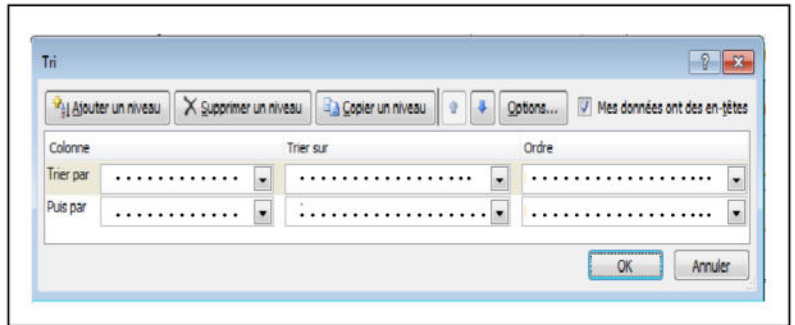 Tri
Ajouter un niveau Supprimer un niveau Copier un niveau Options... Mes données ont des en-têtes
Colonne Trier sur Ordre
Trier par ............ .................. ..................
Puis par ............ .................. ..................
OK Annuler